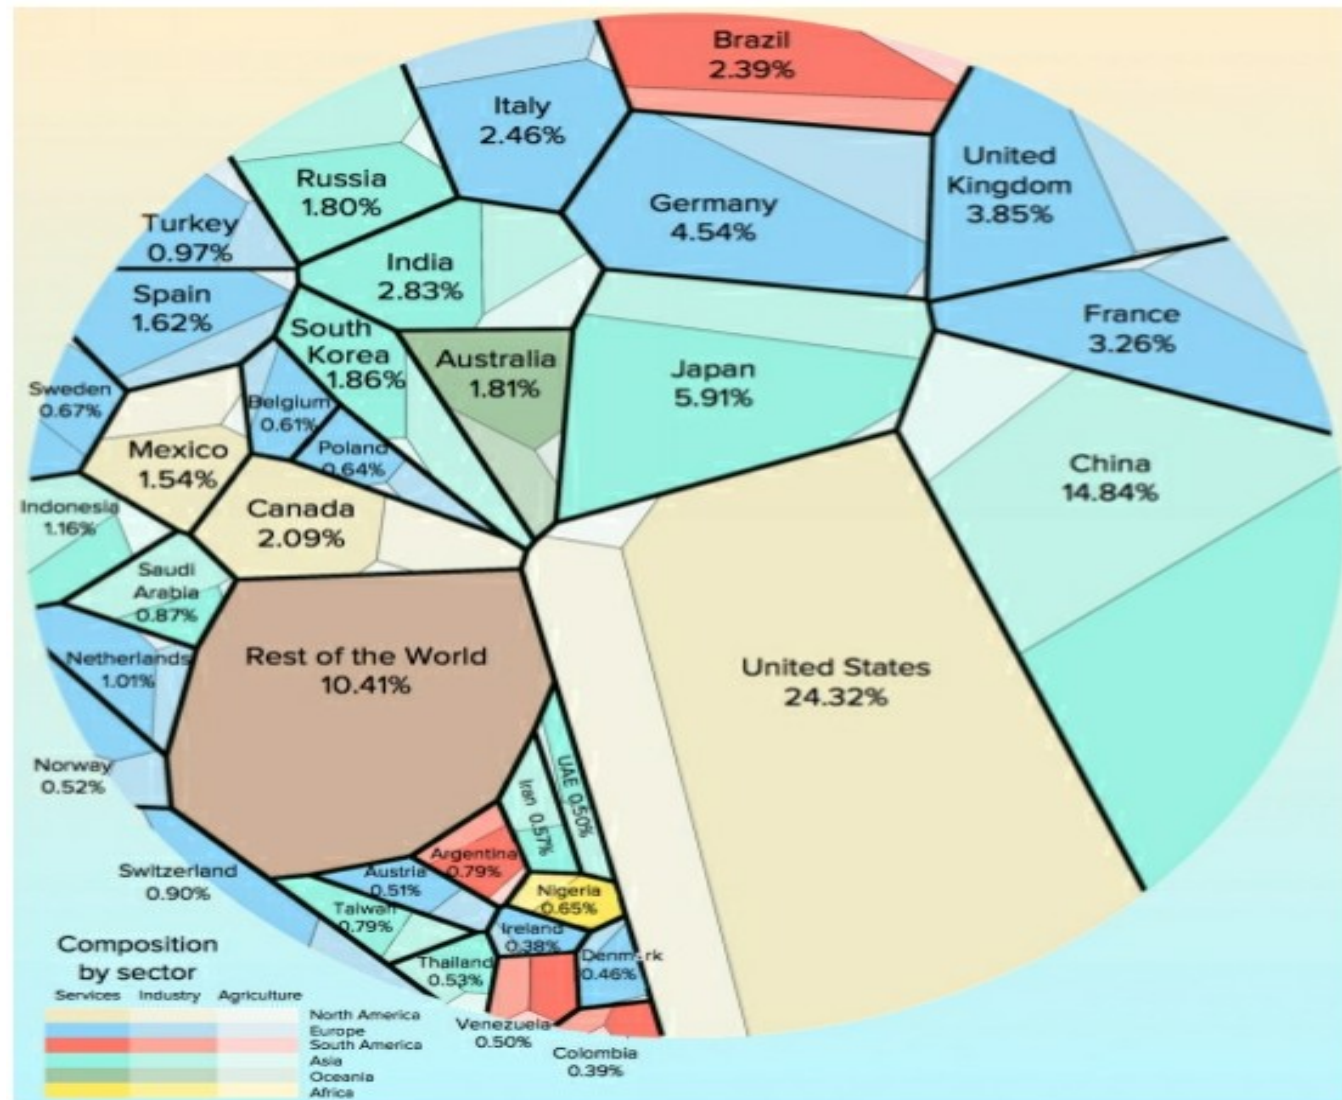 Brazil
2.39%
Italy
2.46%
United
Kingdom
3.85%
Russia
1.80%
Germany
4.54%
Turkey
0.97%
India
2.83%
Spain
1.62%
France
3.26%
South
Korea
1.86%
Australia
1.81%
Japan
5.91%
Sweden
0.67%
Belgium
0.61%
Mexico
1.54%
Poland
0.64%
China
14.84%
Indonesia
1.16%
Canada
2.09%
Saudi
Arabia
0.87%
Netherlands
1.01%
Rest of the World
10.41%
United States
24.32%
Norway
0.52%
UAE 0.50%
Iran 0.57%
Switzerland
0.90%
Austria
0.51%
Argentina
0.79%
Nigeria
0.65%
Taiwan
0.79%
Ireland
0.38%
Denmark
0.46%
Thailand
0.53%
Venezuela
0.50%
Colombia
0.39%
Composition
by sector
Services Industry Agriculture
North America
Europe
South America
Asia
Oceania
Africa